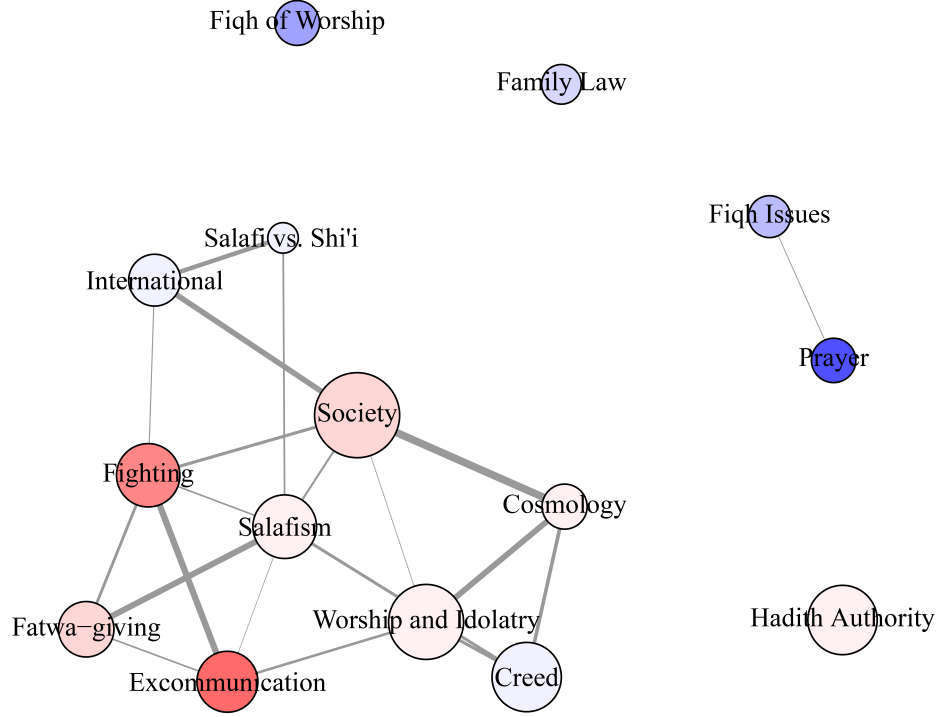 Fiqh of Worship
Family Law
Fiqh Issues
Salafi vs. Shi'i
International
Prayer
Society
Fighting
Cosmology
Salafism
Hadith Authority
Worship and Idolatry
Fatwa−giving
Creed
Excommunication